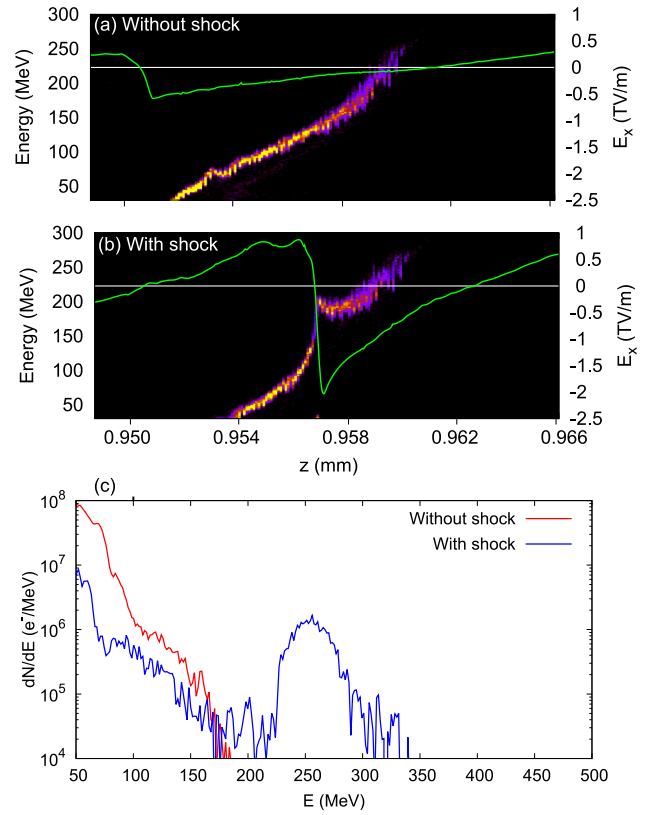 (a) Without shock
300
250
200
150
100
50
Energy (MeV)
1
0.5
0
-0.5
-1
-1.5
-2
-2.5
E_x (TV/m)
(b) With shock
300
250
200
150
100
50
Energy (MeV)
1
0.5
0
-0.5
-1
-1.5
-2
-2.5
E_x (TV/m)
0.950 0.954 0.958 0.962 0.966
z (mm)
(c)
Without shock
With shock
10^8
10^7
10^6
10^5
10^4
dN/dE (e^-/MeV)
50 100 150 200 250 300 350 400 450 500
E (MeV)